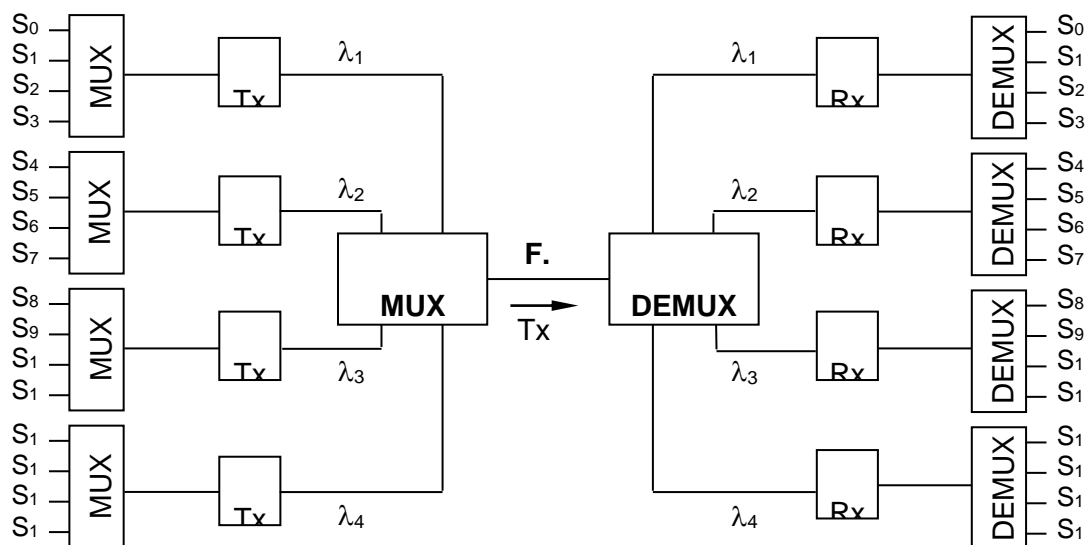 S0
S1
S2
S3
MUX
Tx
λ1
λ1
Rx
DEMUX
S0
S1
S2
S3
S4
S5
S6
S7
MUX
Tx
λ2
λ2
Rx
DEMUX
S4
S5
S6
S7
MUX
F.
Tx
DEMUX
S8
S9
S1
S1
MUX
Tx
λ3
λ3
Rx
DEMUX
S8
S9
S1
S1
S1
S1
S1
S1
MUX
Tx
λ4
λ4
Rx
DEMUX
S1
S1
S1
S1